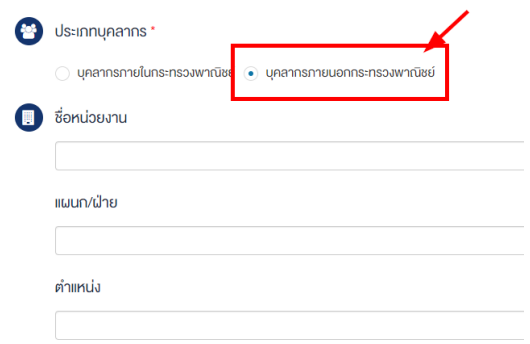 ประเภทบุคลากร *
บุคลากรภายในกระทรวงพาณิชย์ บุคลากรภายนอกกระทรวงพาณิชย์
ชื่อหน่วยงาน
แผนก/ฝ่าย
ตำแหน่ง